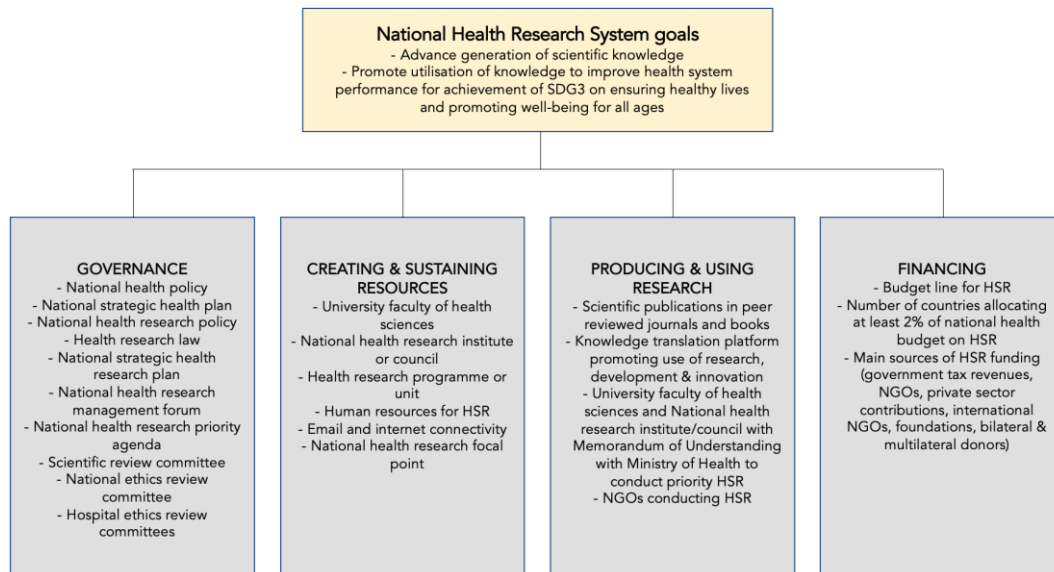 National Health Research System goals
- Advance generation of scientific knowledge
- Promote utilisation of knowledge to improve health system
performance for achievement of SDG3 on ensuring healthy lives
and promoting well-being for all ages
GOVERNANCE
- National health policy
- National strategic health plan
- National health research policy
- Health research law
- National strategic health
research plan
- National health research
management forum
- National health research priority
agenda
- Scientific review committee
- National ethics review
committee
- Hospital ethics review
committees
CREATING & SUSTAINING
RESOURCES
- University faculty of health
sciences
- National health research institute
or council
- Health research programme or
unit
- Human resources for HSR
- Email and internet connectivity
- National health research focal
point
PRODUCING & USING
RESEARCH
- Scientific publications in peer
reviewed journals and books
- Knowledge translation platform
promoting use of research,
development & innovation
- University faculty of health
sciences and National health
research institute/council with
Memorandum of Understanding
with Ministry of Health to
conduct priority HSR
- NGOs conducting HSR
FINANCING
- Budget line for HSR
- Number of countries allocating
at least 2% of national health
budget on HSR
- Main sources of HSR funding
(government tax revenues,
NGOs, private sector
contributions, international
NGOs, foundations, bilateral &
multilateral donors)